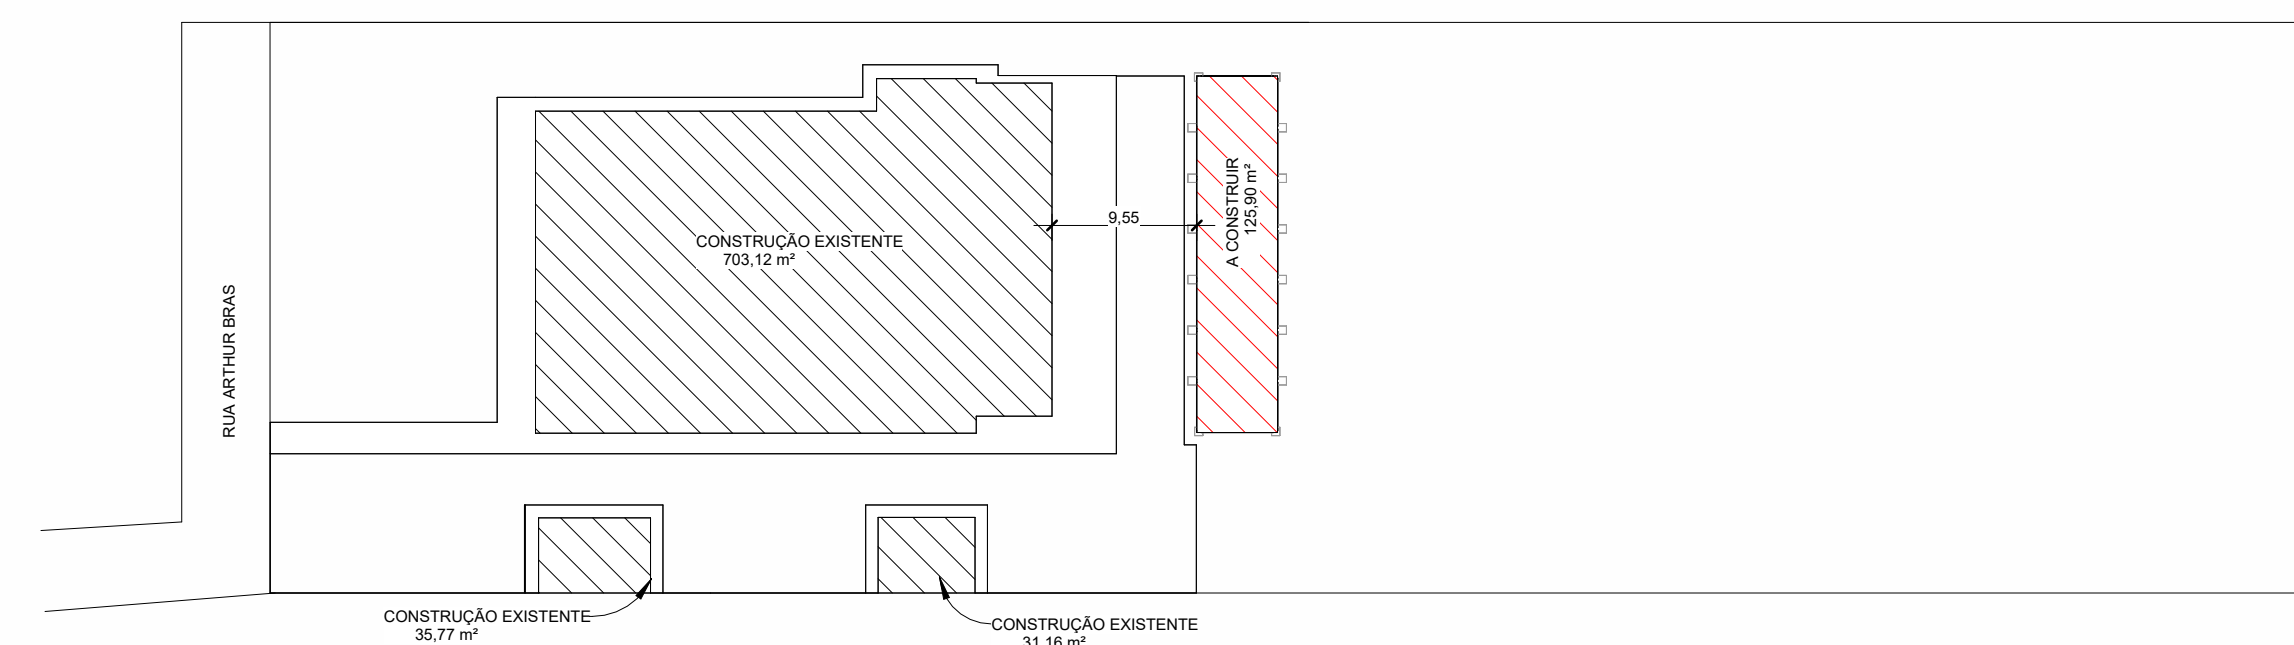 RUA ARTHUR BRAS
CONSTRUÇÃO EXISTENTE
703,12 m²
9,55
A CONSTRUIR
125,90 m²
CONSTRUÇÃO EXISTENTE
35,77 m²
CONSTRUÇÃO EXISTENTE
31,16 m²